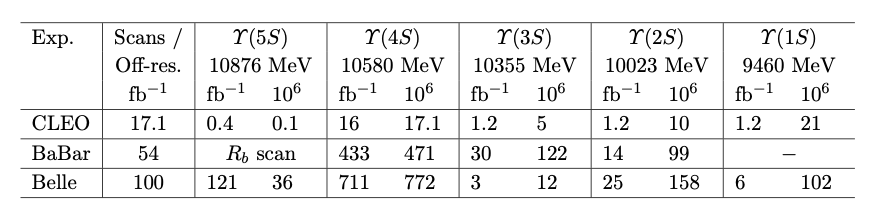 Exp. Scans / ϒ(5S) ϒ(4S) ϒ(3S) ϒ(2S) ϒ(1S)
Off-res. 10876 MeV 10580 MeV 10355 MeV 10023 MeV 9460 MeV
fb⁻¹ fb⁻¹ 10⁶ fb⁻¹ 10⁶ fb⁻¹ 10⁶ fb⁻¹ 10⁶ fb⁻¹ 10⁶
CLEO 17.1 0.4 0.1 16 17.1 1.2 5 1.2 10 1.2 21
BaBar 54 R_b scan 433 471 30 122 14 99 –
Belle 100 121 36 711 772 3 12 25 158 6 102